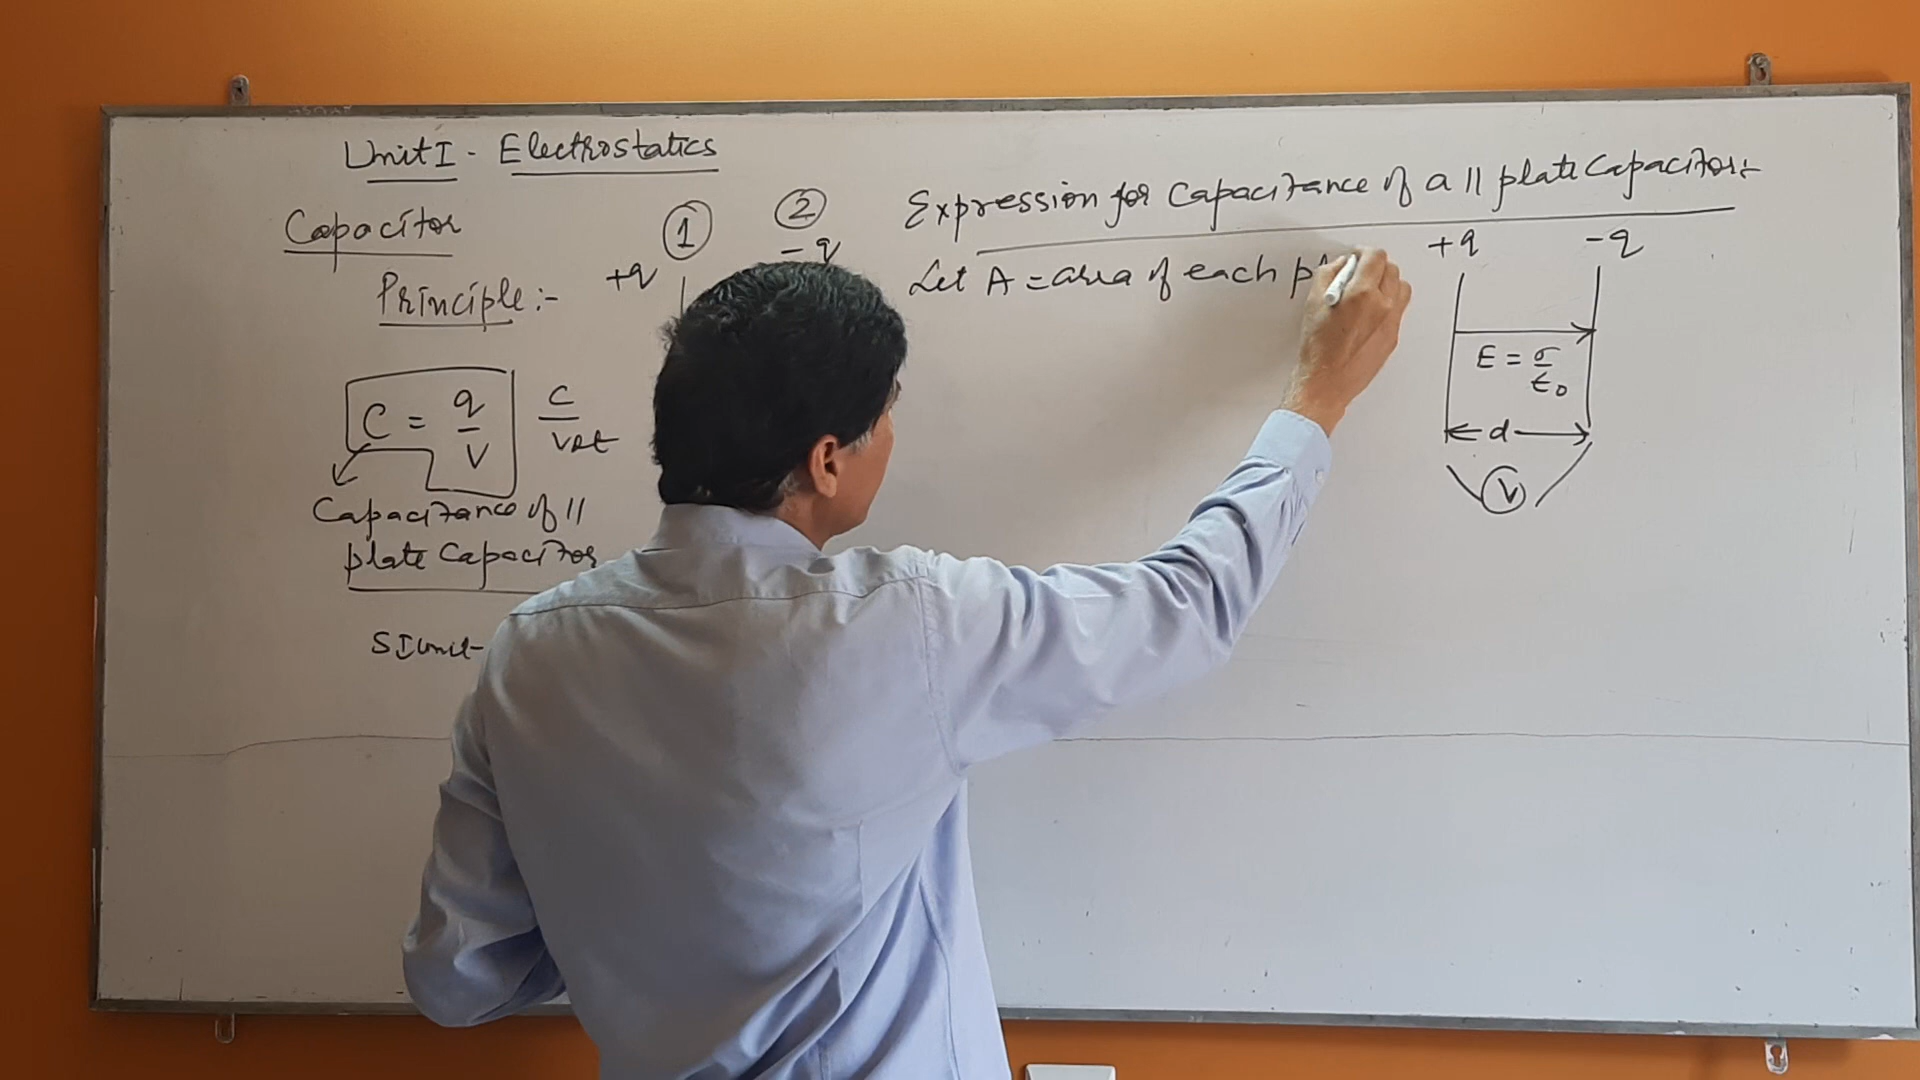 Unit I - Electrostatics
Capacitor
Principle :-
① ②
+q -q
C = q/V C/Volt
Capacitance of ||
plate Capacitor
SI Unit -
Expression for Capacitance of a || plate Capacitor :-
Let A = area of each
+q -q
E = σ/ε0
d
V